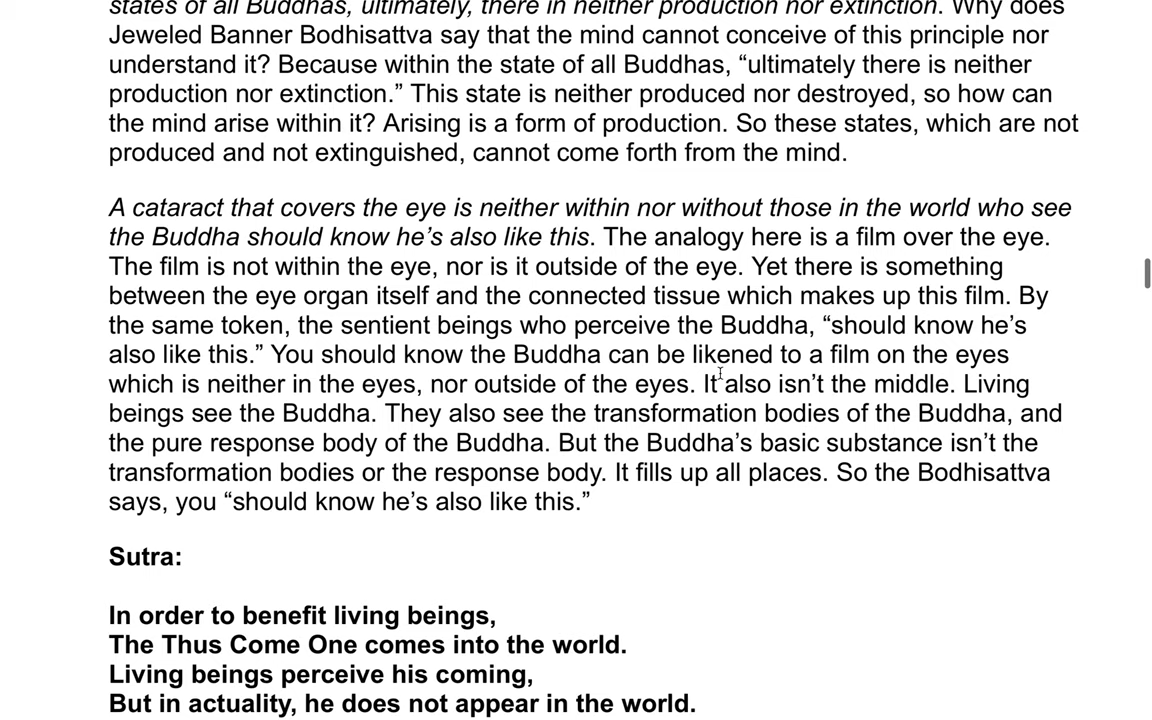 states of all Buddhas, ultimately, there in neither production nor extinction. Why does
Jeweled Banner Bodhisattva say that the mind cannot conceive of this principle nor
understand it? Because within the state of all Buddhas, “ultimately there is neither
production nor extinction.” This state is neither produced nor destroyed, so how can
the mind arise within it? Arising is a form of production. So these states, which are not
produced and not extinguished, cannot come forth from the mind.
A cataract that covers the eye is neither within nor without those in the world who see
the Buddha should know he’s also like this. The analogy here is a film over the eye.
The film is not within the eye, nor is it outside of the eye. Yet there is something
between the eye organ itself and the connected tissue which makes up this film. By
the same token, the sentient beings who perceive the Buddha, “should know he’s
also like this.” You should know the Buddha can be likened to a film on the eyes
which is neither in the eyes, nor outside of the eyes. It also isn’t the middle. Living
beings see the Buddha. They also see the transformation bodies of the Buddha, and
the pure response body of the Buddha. But the Buddha’s basic substance isn’t the
transformation bodies or the response body. It fills up all places. So the Bodhisattva
says, you “should know he’s also like this.”
Sutra:
In order to benefit living beings,
The Thus Come One comes into the world.
Living beings perceive his coming,
But in actuality, he does not appear in the world.